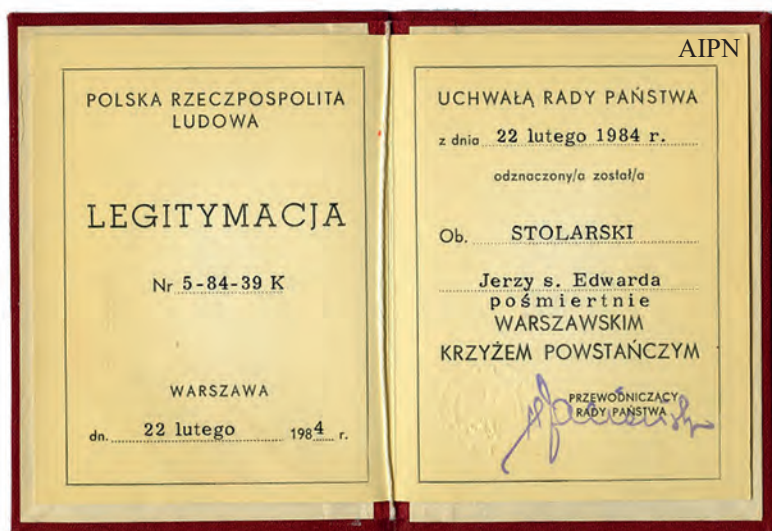 POLSKA RZECZPOSPOLITA
LUDOWA
LEGITYMACJA
Nr 5-84-39 K
WARSZAWA
dn. 22 lutego 1984 r.
AIPN
UCHWAŁĄ RADY PAŃSTWA
z dnia 22 lutego 1984 r.
odznaczony/a został/a
Ob. STOLARSKI
Jerzy s. Edwarda
pośmiertnie
WARSZAWSKIM
KRZYŻEM POWSTAŃCZYM
PRZEWODNICZĄCY
RADY PAŃSTWA